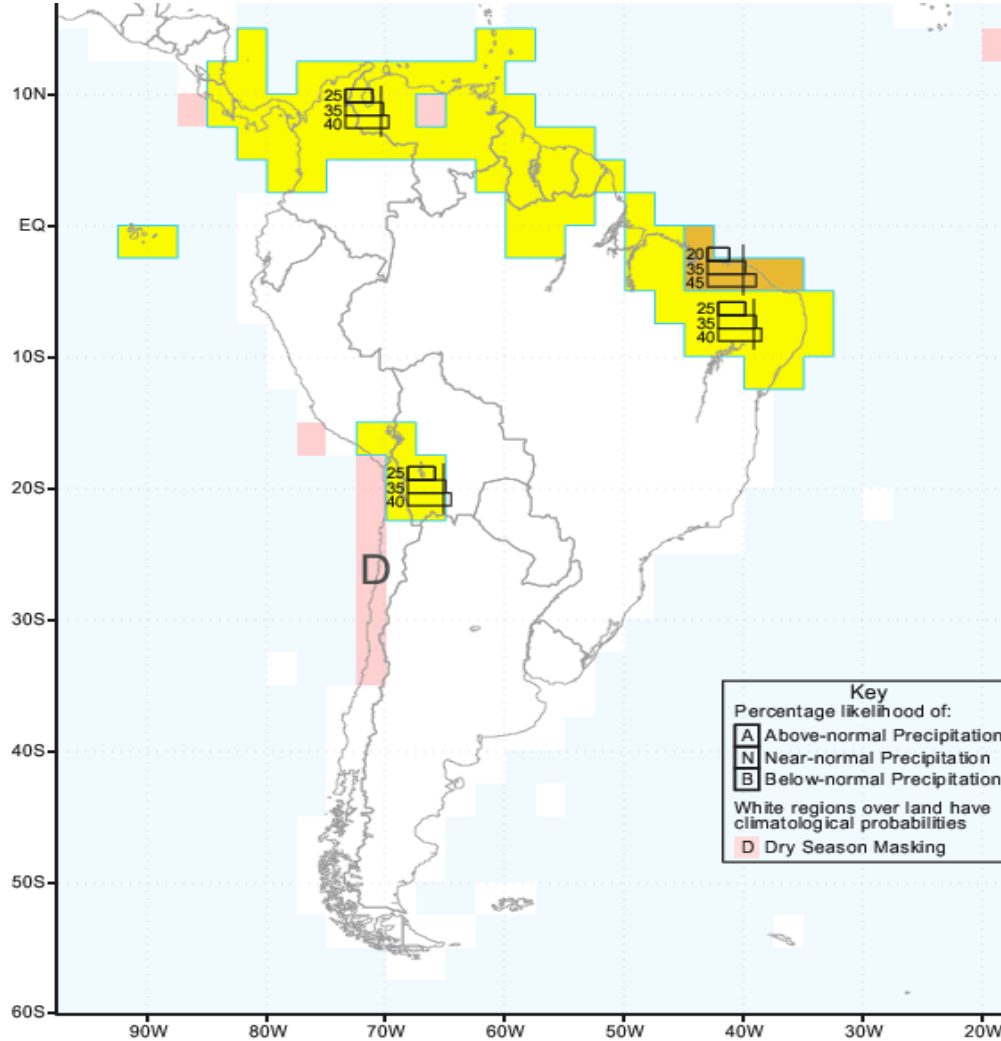 10N
EQ
10S
20S
30S
40S
50S
60S
90W
80W
70W
60W
50W
40W
30W
20W
25
35
40
20
35
45
25
35
40
25
35
40
D
Key
Percentage likelihood of:
A Above-normal Precipitation
N Near-normal Precipitation
B Below-normal Precipitation
White regions over land have
climatological probabilities
D Dry Season Masking